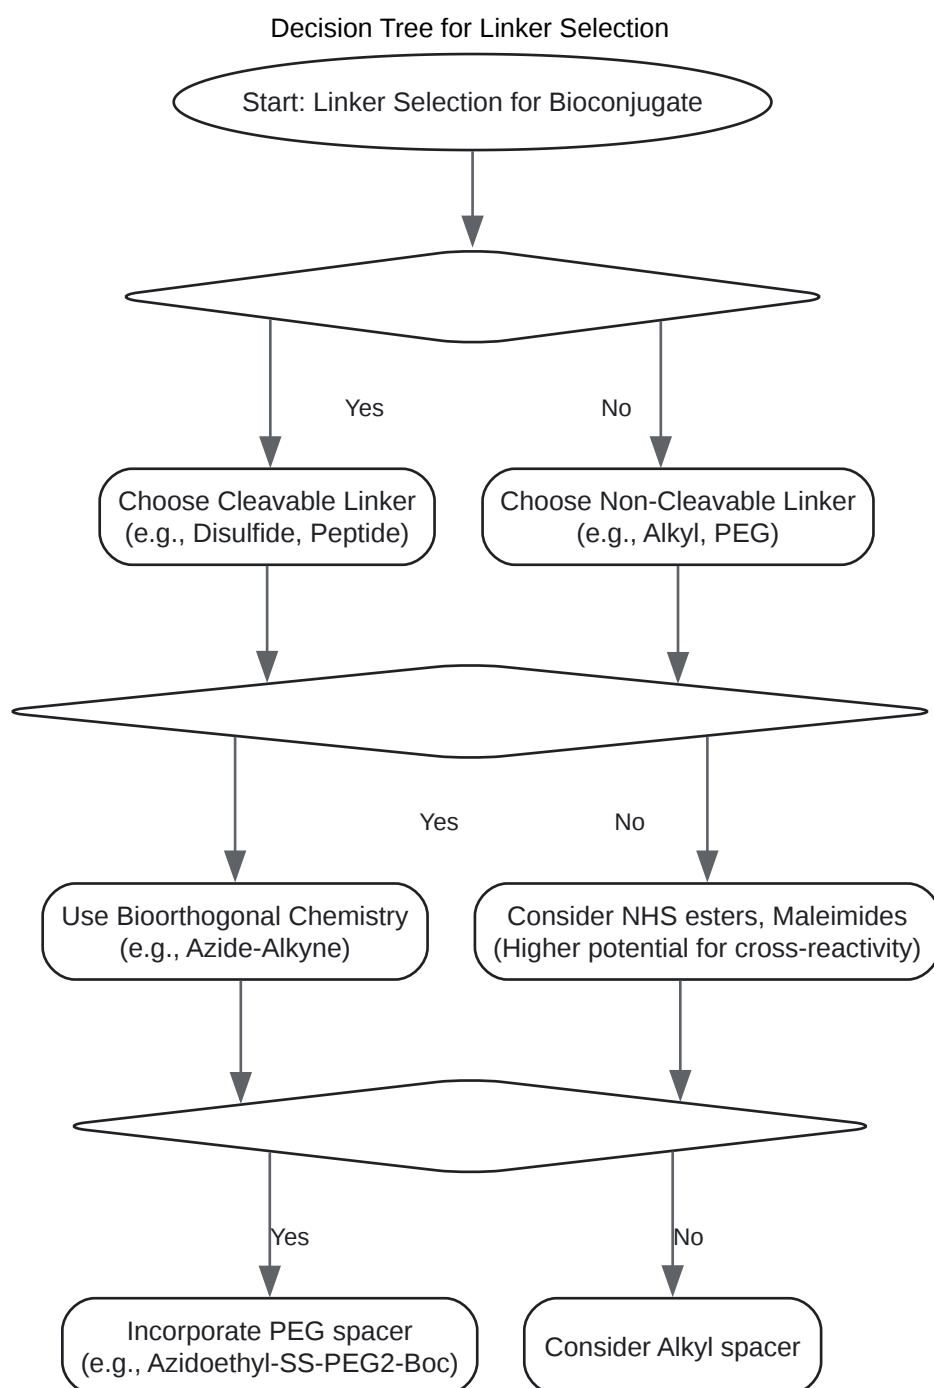 Decision Tree for Linker Selection
Start: Linker Selection for Bioconjugate
Yes
No
Choose Cleavable Linker
(e.g., Disulfide, Peptide)
Choose Non-Cleavable Linker
(e.g., Alkyl, PEG)
Yes
No
Use Bioorthogonal Chemistry
(e.g., Azide-Alkyne)
Consider NHS esters, Maleimides
(Higher potential for cross-reactivity)
Yes
No
Incorporate PEG spacer
(e.g., Azidoethyl-SS-PEG2-Boc)
Consider Alkyl spacer